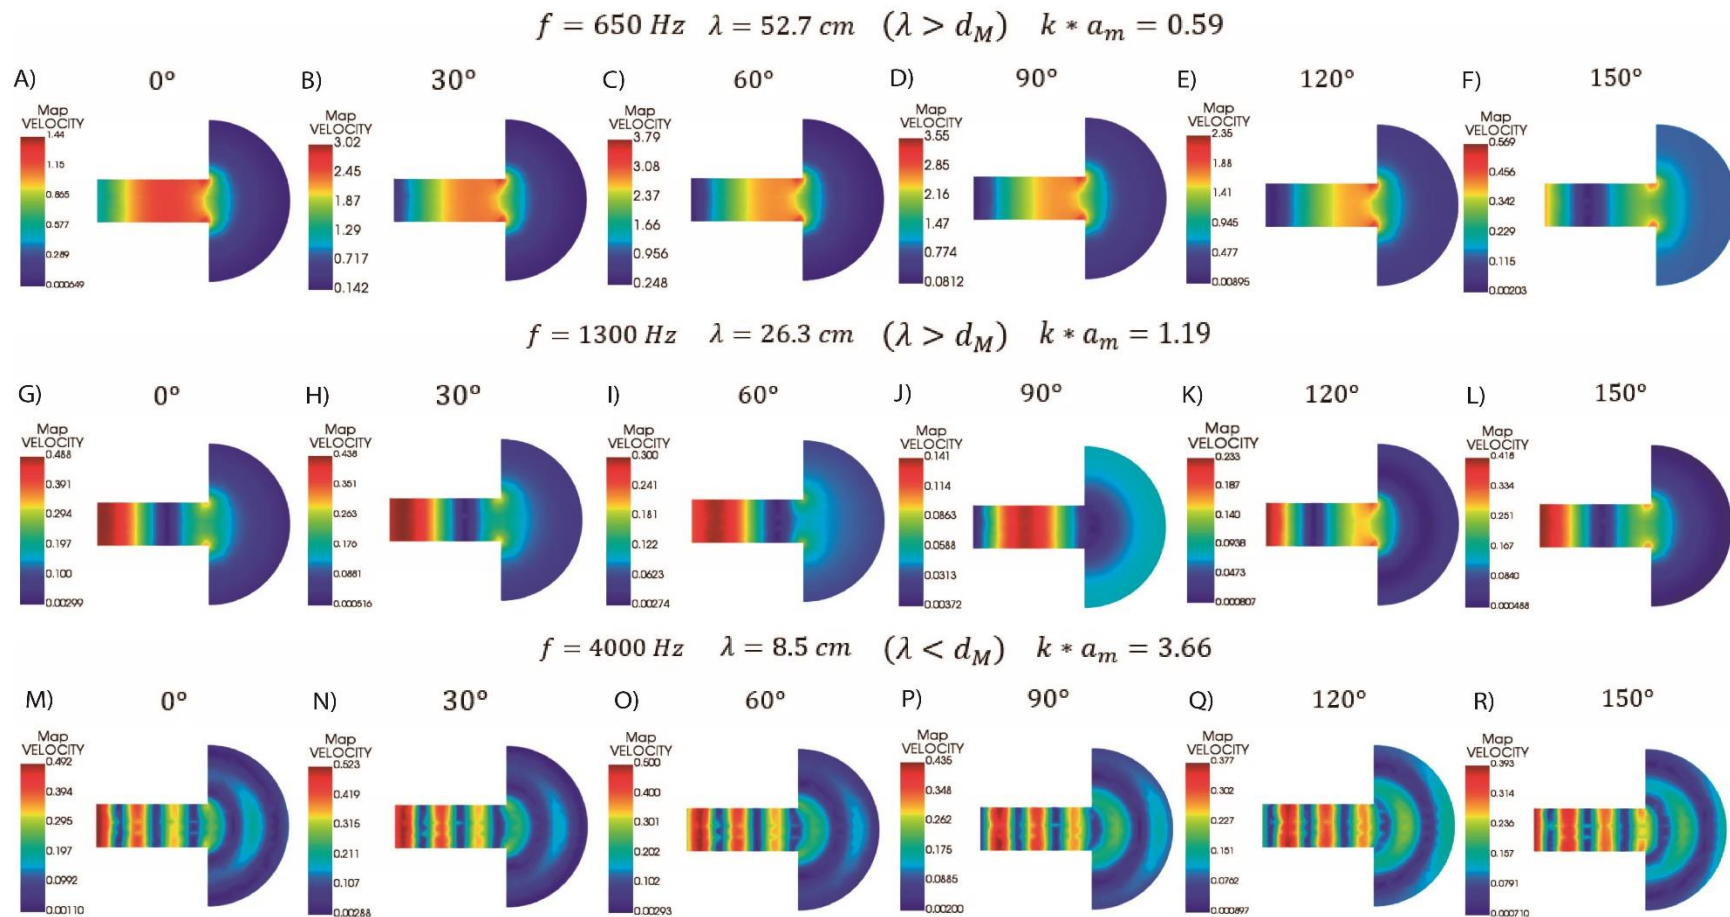 f = 650 Hz λ = 52.7 cm (λ > d_M) k * a_m = 0.59
A) 0° B) 30° C) 60° D) 90° E) 120° F) 150°
Map VELOCITY 1.44 1.15 0.865 0.577 0.289 0.000649
Map VELOCITY 3.02 2.45 1.87 1.29 0.717 0.142
Map VELOCITY 3.79 3.08 2.37 1.66 0.956 0.248
Map VELOCITY 3.55 2.85 2.16 1.47 0.774 0.0812
Map VELOCITY 2.35 1.88 1.41 0.945 0.477 0.00895
Map VELOCITY 0.569 0.456 0.342 0.229 0.115 0.00203
f = 1300 Hz λ = 26.3 cm (λ > d_M) k * a_m = 1.19
G) 0° H) 30° I) 60° J) 90° K) 120° L) 150°
Map VELOCITY 0.488 0.391 0.294 0.197 0.100 0.00299
Map VELOCITY 0.438 0.351 0.263 0.176 0.0881 0.000516
Map VELOCITY 0.300 0.241 0.181 0.122 0.0623 0.00274
Map VELOCITY 0.141 0.114 0.0863 0.0588 0.0313 0.00372
Map VELOCITY 0.233 0.187 0.140 0.0938 0.0473 0.000807
Map VELOCITY 0.418 0.334 0.251 0.167 0.0840 0.000488
f = 4000 Hz λ = 8.5 cm (λ < d_M) k * a_m = 3.66
M) 0° N) 30° O) 60° P) 90° Q) 120° R) 150°
Map VELOCITY 0.492 0.394 0.295 0.197 0.0992 0.00110
Map VELOCITY 0.523 0.419 0.315 0.211 0.107 0.00288
Map VELOCITY 0.500 0.400 0.301 0.202 0.102 0.00293
Map VELOCITY 0.435 0.348 0.262 0.175 0.0885 0.00200
Map VELOCITY 0.377 0.302 0.227 0.151 0.0762 0.000897
Map VELOCITY 0.393 0.314 0.236 0.157 0.0791 0.000710